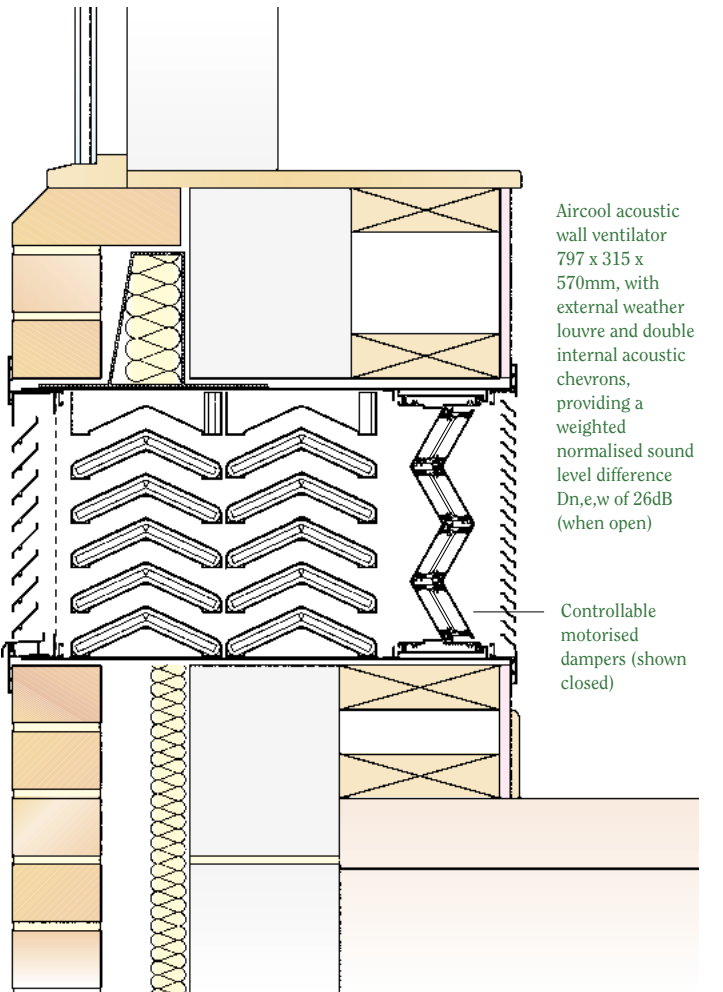 Aircool acoustic
wall ventilator
797 x 315 x
570mm, with
external weather
louvre and double
internal acoustic
chevrons,
providing a
weighted
normalised sound
level difference
Dn,e,w of 26dB
(when open)
Controllable
motorised
dampers (shown
closed)